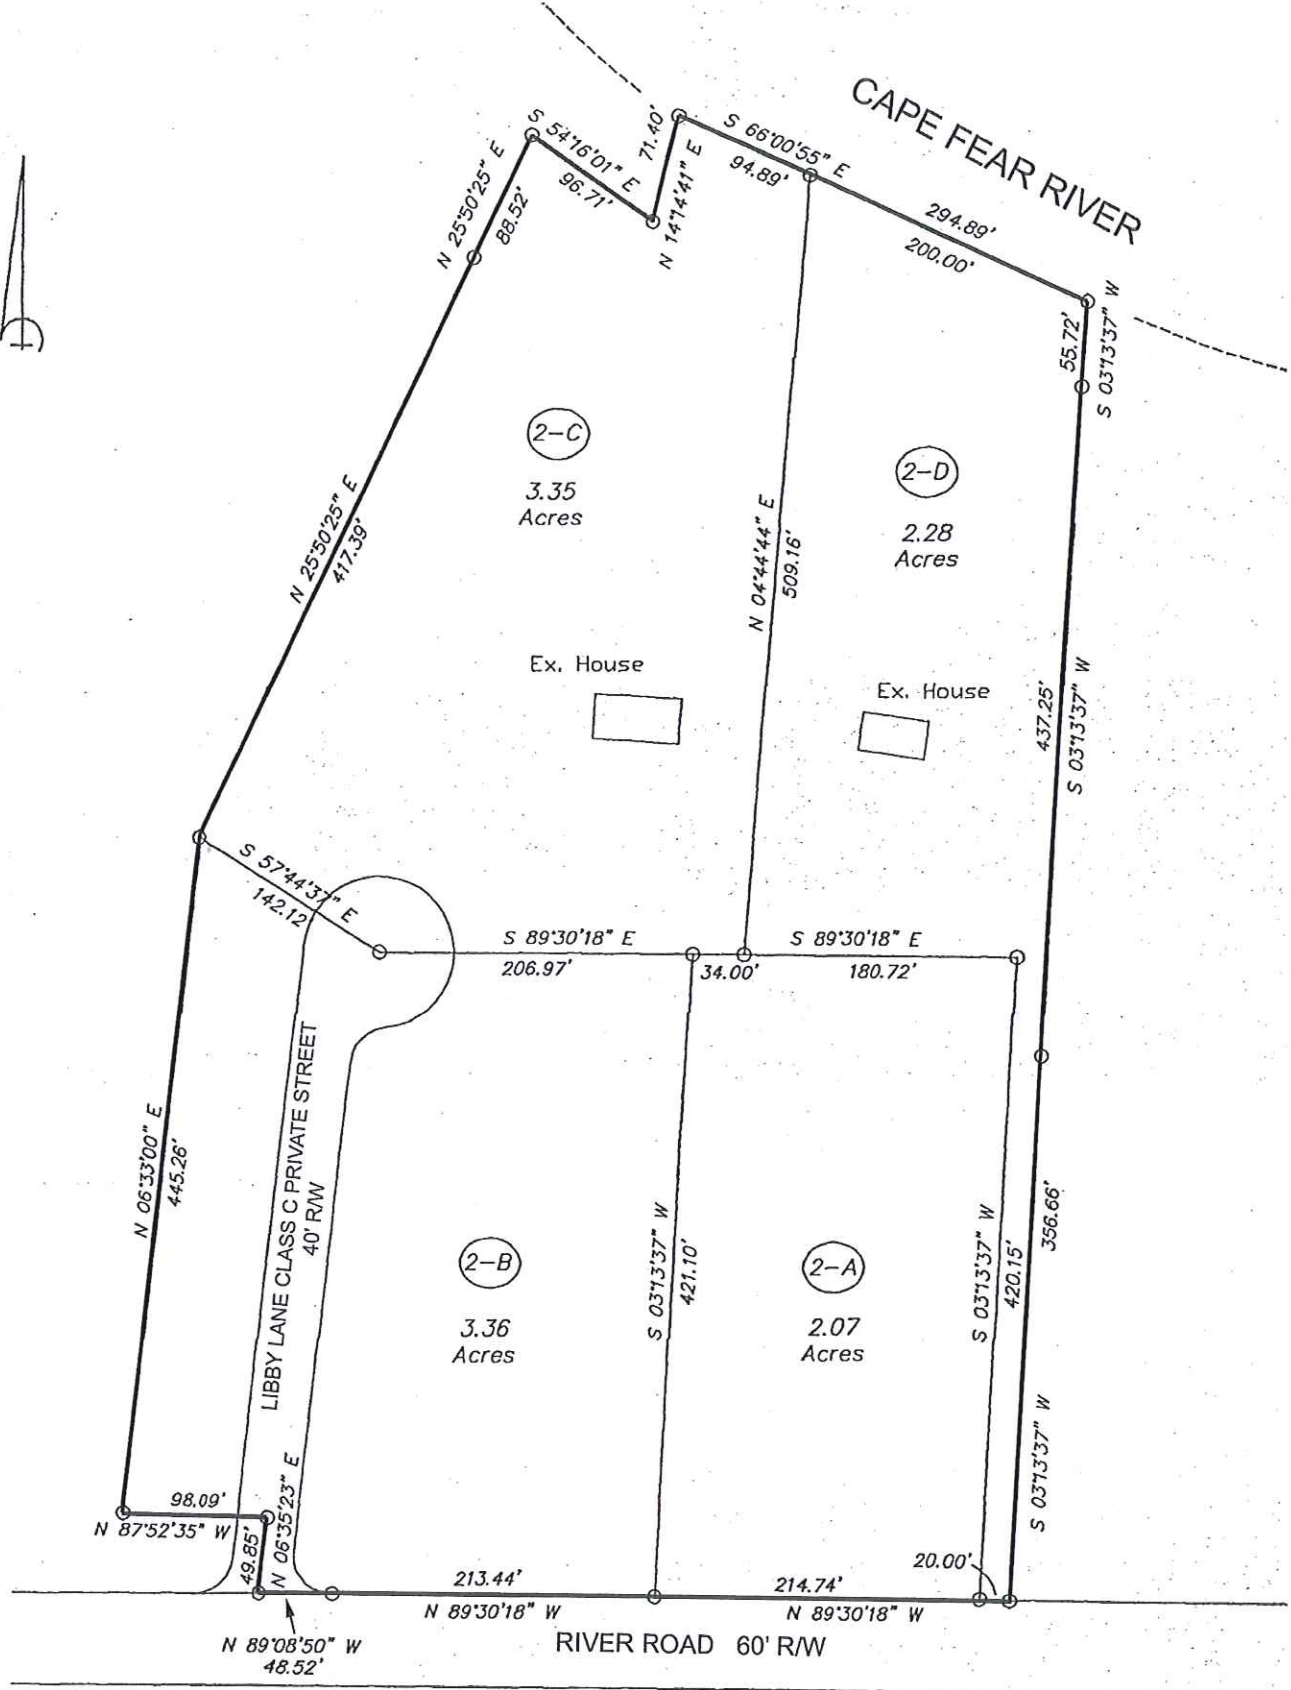 CAPE FEAR RIVER
S 54°16'01" E
96.71'
71.40'
N 14°14'41" E
S 66°00'55" E
94.89'
294.89'
200.00'
N 25°50'25" E
88.52'
55.72'
S 03°13'37" W
2-C
3.35
Acres
2-D
2.28
Acres
N 25°50'25" E
417.39'
N 04°44'44" E
509.16'
Ex. House
Ex. House
437.25'
S 03°13'37" W
S 57°44'37" E
142.12'
S 89°30'18" E
206.97'
34.00'
S 89°30'18" E
180.72'
N 06°33'00" E
445.26'
LIBBY LANE CLASS C PRIVATE STREET
40' R/W
2-B
3.36
Acres
S 03°13'37" W
421.10'
2-A
2.07
Acres
S 03°13'37" W
420.15'
356.66'
S 03°13'37" W
98.09'
N 87°52'35" W
49.85'
N 06°35'23" E
213.44'
N 89°30'18" W
214.74'
N 89°30'18" W
20.00'
N 89°08'50" W
48.52'
RIVER ROAD 60' R/W